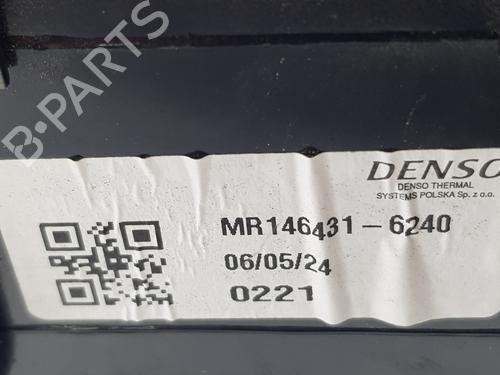 B-PARTS
DENSO
DENSO THERMAL
SYSTEMS POLSKA Sp. z o.o.
MR146431-6240
06/05/24
0221